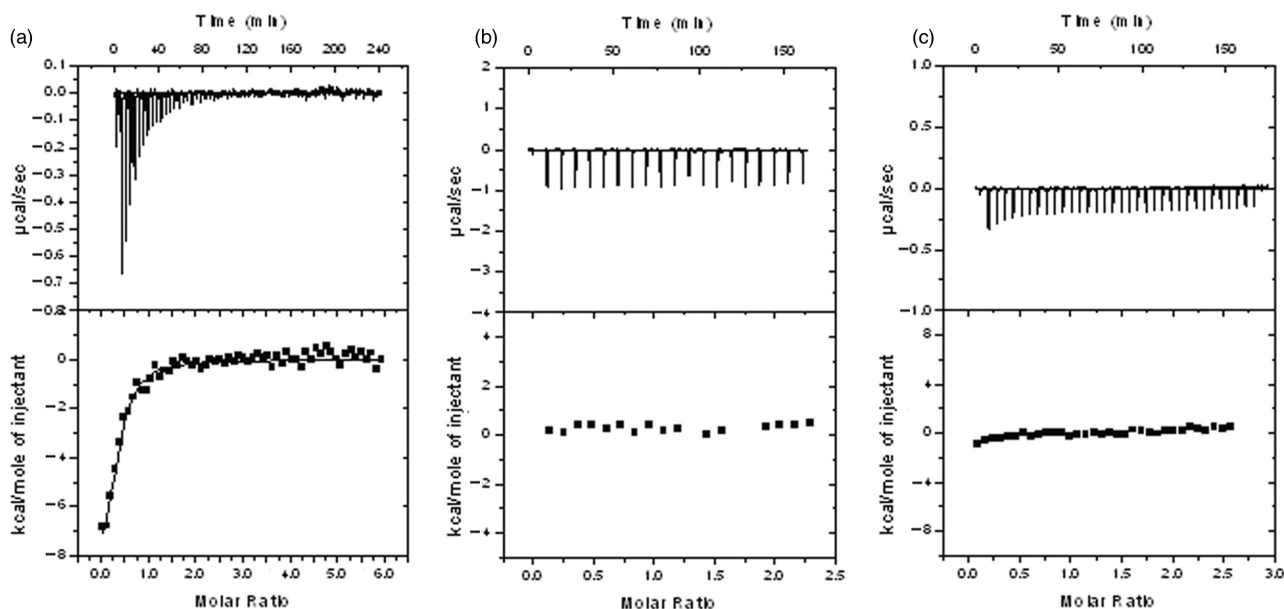 (a)
Time (min)
0 40 80 120 160 200 240
0.1
0.0
−0.1
−0.2
−0.3
−0.4
−0.5
−0.6
−0.7
−0.8
µcal/sec
0
−2
−4
−6
−8
kcal/mole of injectant
0.0 1.0 2.0 3.0 4.0 5.0 6.0
Molar Ratio
(b)
Time (min)
0 50 100 150
2
1
0
−1
−2
−3
−4
µcal/sec
4
2
0
−2
−4
kcal/mole of injectant
0.0 0.5 1.0 1.5 2.0 2.5
Molar Ratio
(c)
Time (min)
0 50 100 150
1.0
0.5
0.0
−0.5
−1.0
µcal/sec
8
4
0
−4
−8
kcal/mole of injectant
0.0 0.5 1.0 1.5 2.0 2.5 3.0
Molar Ratio